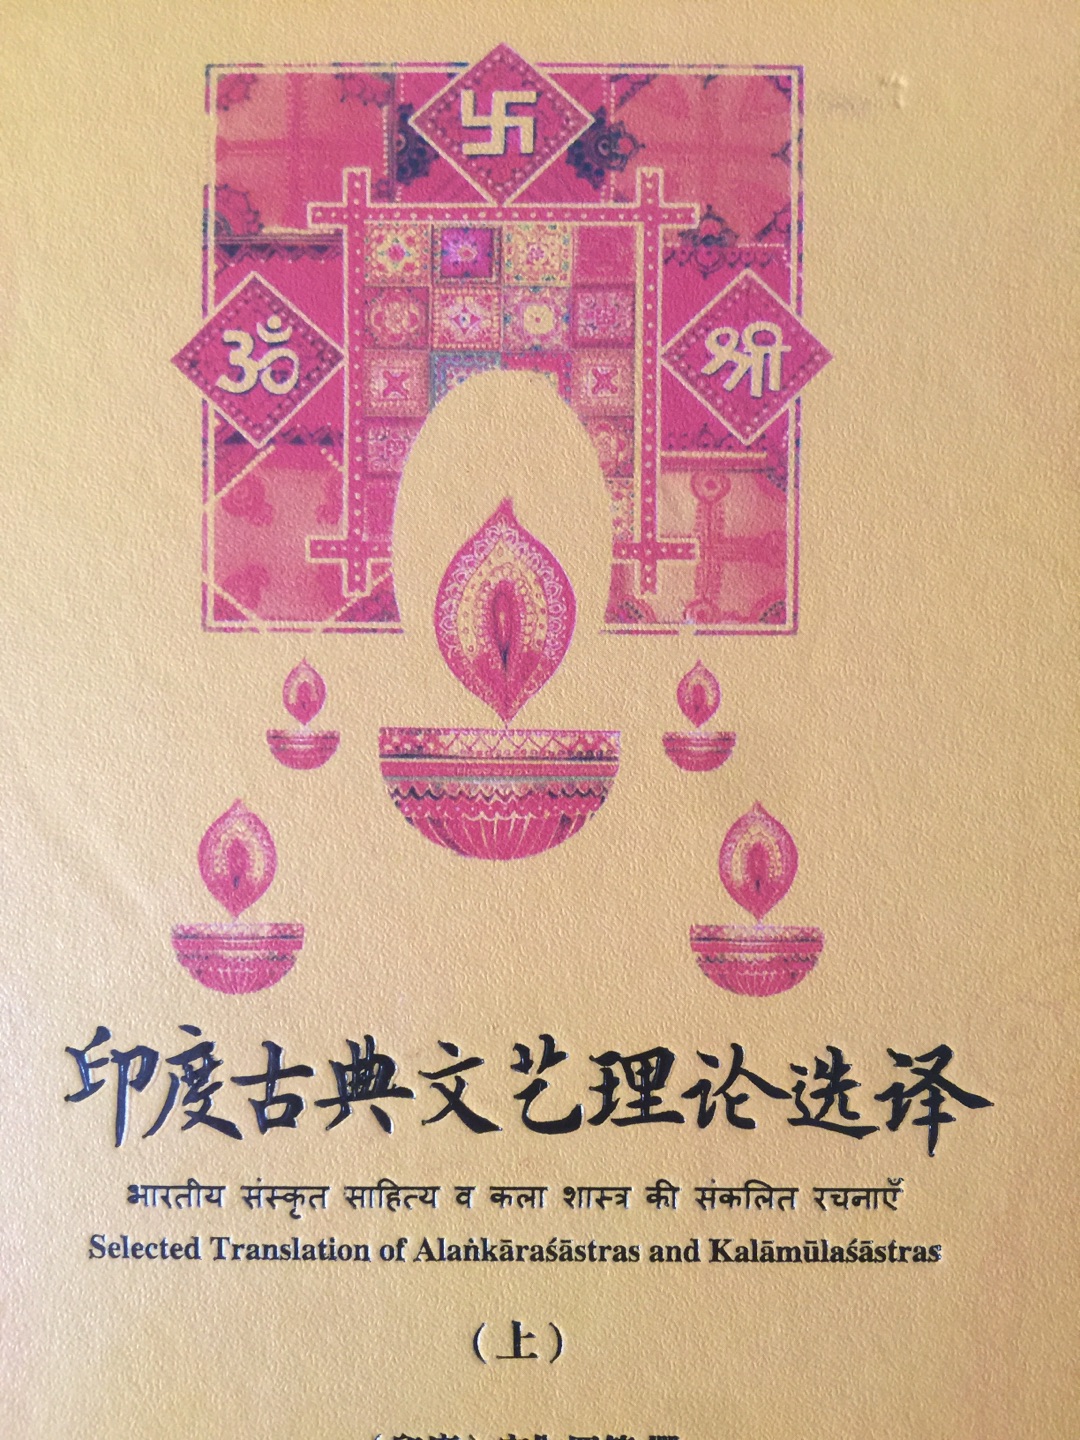 卐
ॐ
श्री
印度古典文艺理论选译
भारतीय संस्कृत साहित्य व कला शास्त्र की संकलित रचनाएँ
Selected Translation of Alaṅkāraśāstras and Kalāmūlaśāstras
（上）